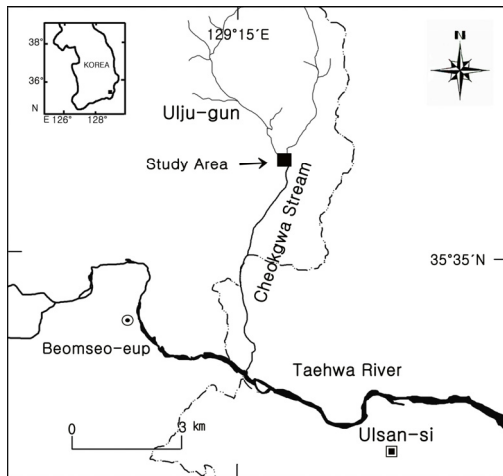 129°15′E
38°
KOREA
36°
N
E 126° 128°
N
Ulju-gun
Study Area
Cheokgwa Stream
35°35′N
Beomseo-eup
Taehwa River
0 3 km
Ulsan-si